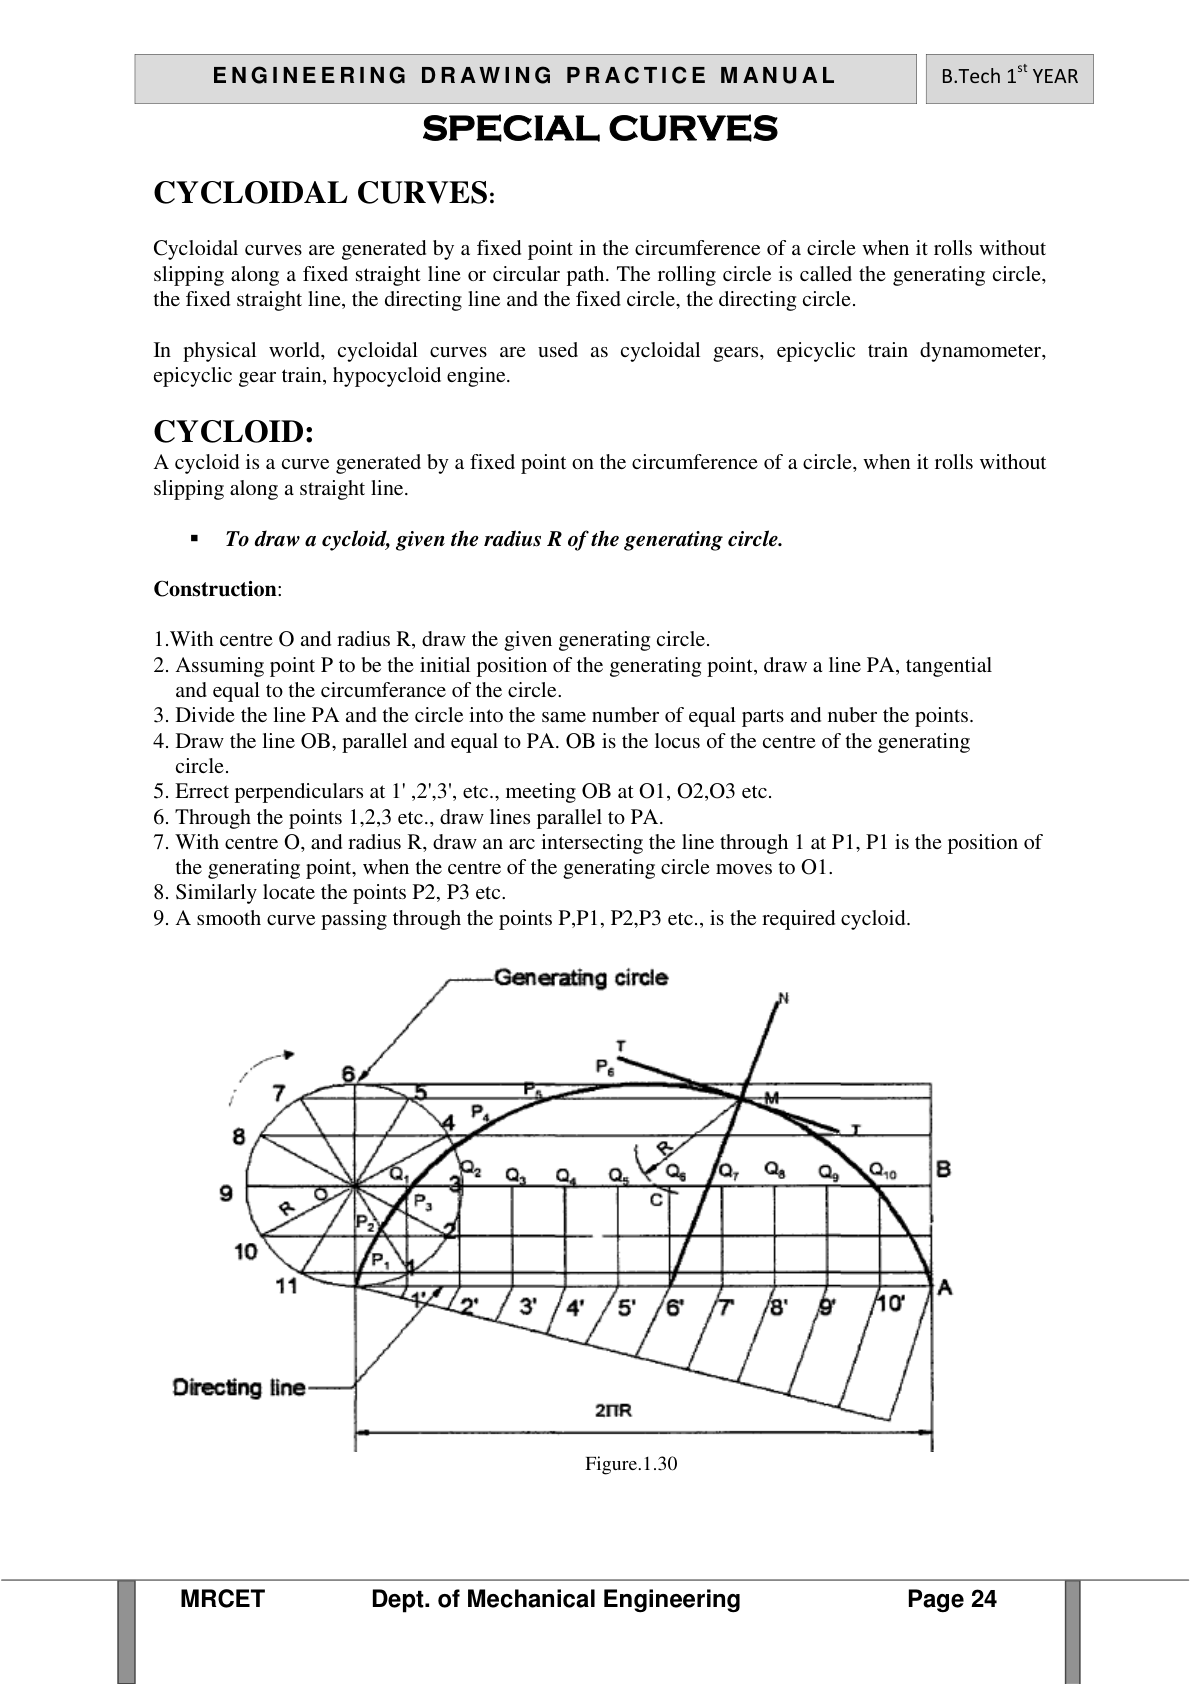 ENGINEERING DRAWING PRACTICE MANUAL
B.Tech 1st YEAR
SPECIAL CURVES
CYCLOIDAL CURVES:
Cycloidal curves are generated by a fixed point in the circumference of a circle when it rolls without
slipping along a fixed straight line or circular path. The rolling circle is called the generating circle,
the fixed straight line, the directing line and the fixed circle, the directing circle.
In physical world, cycloidal curves are used as cycloidal gears, epicyclic train dynamometer,
epicyclic gear train, hypocycloid engine.
CYCLOID:
A cycloid is a curve generated by a fixed point on the circumference of a circle, when it rolls without
slipping along a straight line.
▪ To draw a cycloid, given the radius R of the generating circle.
Construction:
1.With centre O and radius R, draw the given generating circle.
2. Assuming point P to be the initial position of the generating point, draw a line PA, tangential
and equal to the circumferance of the circle.
3. Divide the line PA and the circle into the same number of equal parts and nuber the points.
4. Draw the line OB, parallel and equal to PA. OB is the locus of the centre of the generating
circle.
5. Errect perpendiculars at 1' ,2',3', etc., meeting OB at O1, O2,O3 etc.
6. Through the points 1,2,3 etc., draw lines parallel to PA.
7. With centre O, and radius R, draw an arc intersecting the line through 1 at P1, P1 is the position of
the generating point, when the centre of the generating circle moves to O1.
8. Similarly locate the points P2, P3 etc.
9. A smooth curve passing through the points P,P1, P2,P3 etc., is the required cycloid.
Generating circle
N
T
P6
6
7 5 P5 M
8 4 P4 T
R
9 O Q1 3 Q2 Q3 Q4 Q5 Q6 Q7 Q8 Q9 Q10 B
R P3 C
P2 2
10 P1 1
11 A
1' 2' 3' 4' 5' 6' 7' 8' 9' 10'
Directing line
2ΠR
Figure.1.30
MRCET Dept. of Mechanical Engineering Page 24